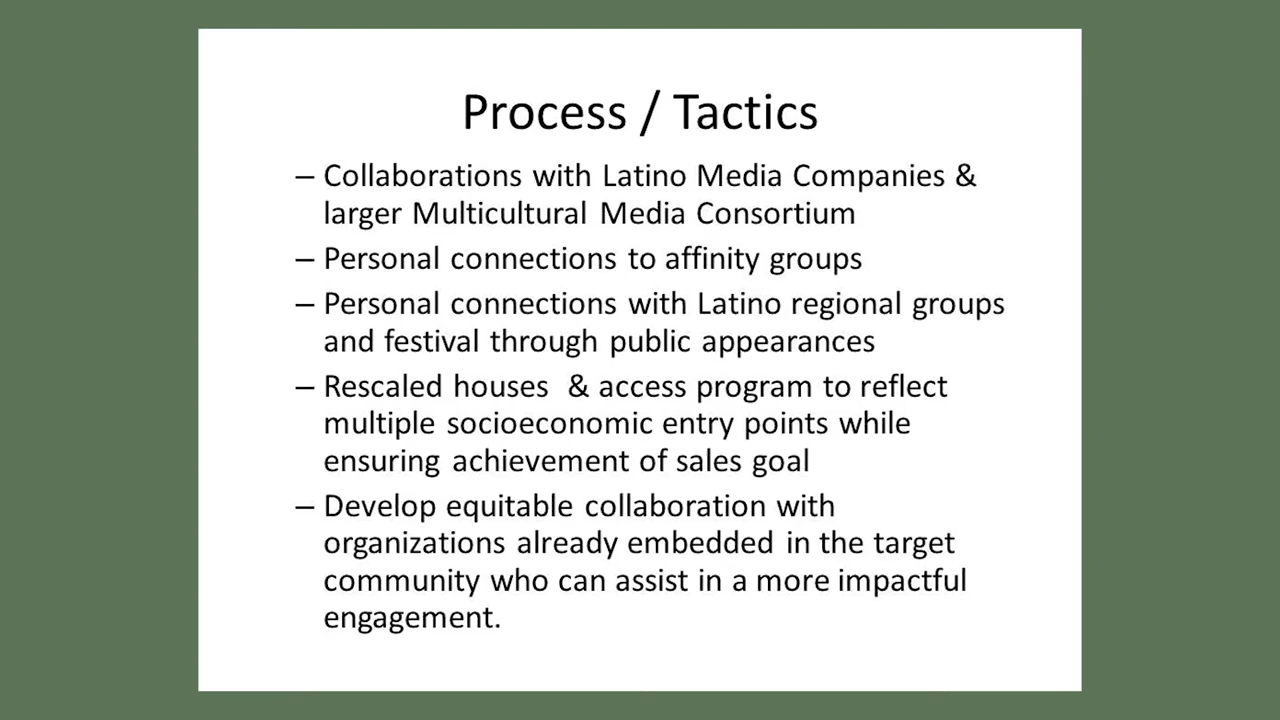 Process / Tactics
– Collaborations with Latino Media Companies &
larger Multicultural Media Consortium
– Personal connections to affinity groups
– Personal connections with Latino regional groups
and festival through public appearances
– Rescaled houses  & access program to reflect
multiple socioeconomic entry points while
ensuring achievement of sales goal
– Develop equitable collaboration with
organizations already embedded in the target
community who can assist in a more impactful
engagement.